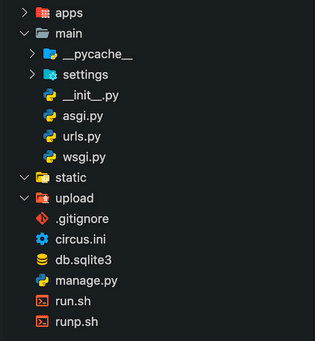 apps
main
__pycache__
settings
__init__.py
asgi.py
urls.py
wsgi.py
static
upload
.gitignore
circus.ini
db.sqlite3
manage.py
run.sh
runp.sh